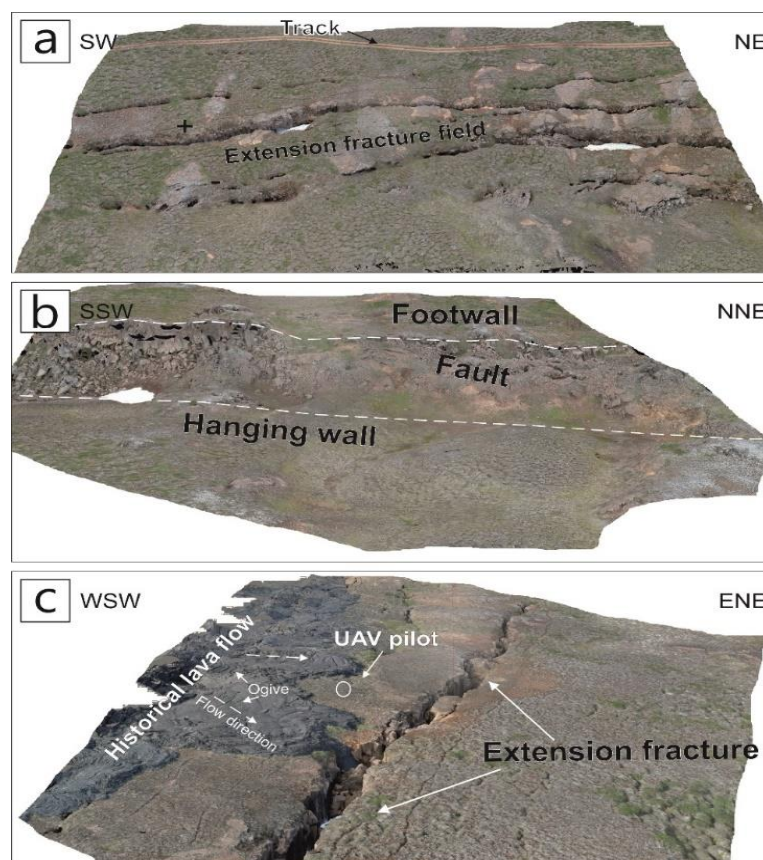 a
SW
Track
NE
Extension fracture field
b
SSW
Footwall
NNE
Fault
Hanging wall
c
WSW
ENE
Historical lava flow
UAV pilot
Ogive
Flow direction
Extension fracture